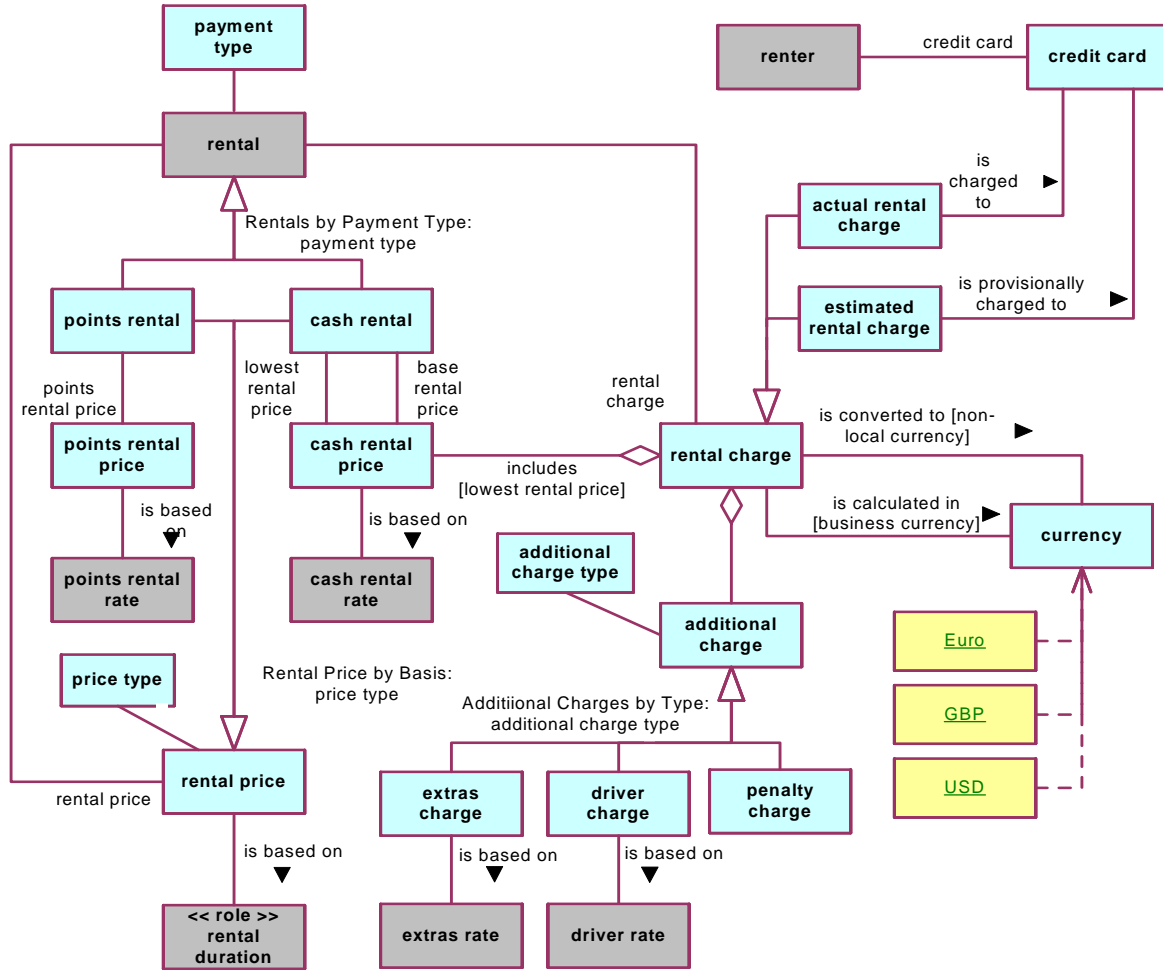 payment
type
renter
credit card
credit card
rental
is
charged
to
actual rental
charge
Rentals by Payment Type:
payment type
is provisionally
charged to
points rental
cash rental
estimated
rental charge
lowest
rental
price
base
rental
price
points
rental price
rental
charge
is converted to [non-
local currency]
points rental
price
cash rental
price
rental charge
includes
[lowest rental price]
is based
on
is based on
is calculated in
[business currency]
currency
additional
charge type
points rental
rate
cash rental
rate
additional
charge
Euro
price type
Rental Price by Basis:
price type
Additiional Charges by Type:
additional charge type
GBP
rental price
rental price
extras
charge
driver
charge
penalty
charge
USD
is based on
is based on
is based on
<< role >>
rental
duration
extras rate
driver rate